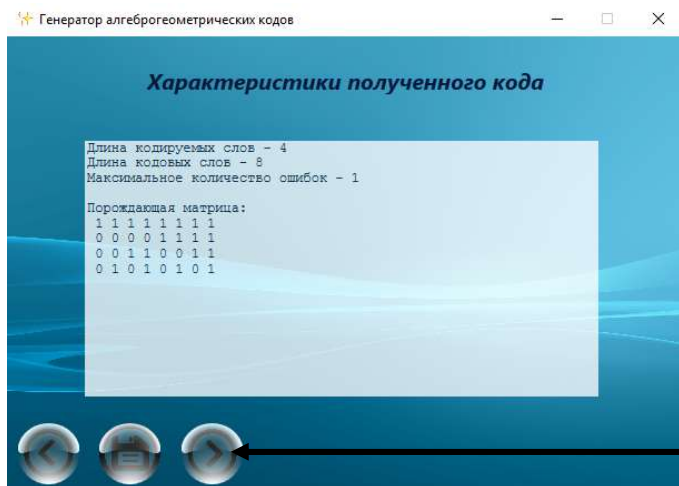 Генератор алгеброгеометрических кодов
Характеристики полученного кода
Длина кодируемых слов - 4
Длина кодовых слов - 8
Максимальное количество ошибок - 1
Порождающая матрица:
1 1 1 1 1 1 1 1
0 0 0 0 1 1 1 1
0 0 1 1 0 0 1 1
0 1 0 1 0 1 0 1